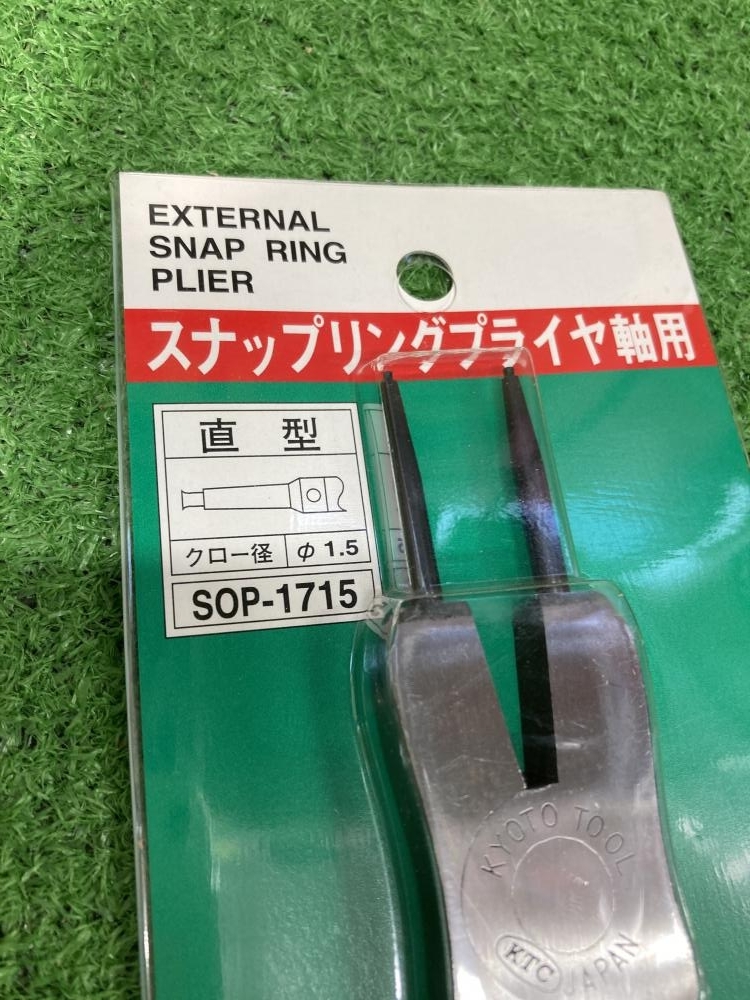 EXTERNAL
SNAP RING
PLIER
スナップリングプライヤ軸用
直型
クロー径 φ1.5
SOP-1715
KYOTO TOOL
KTC
JAPAN